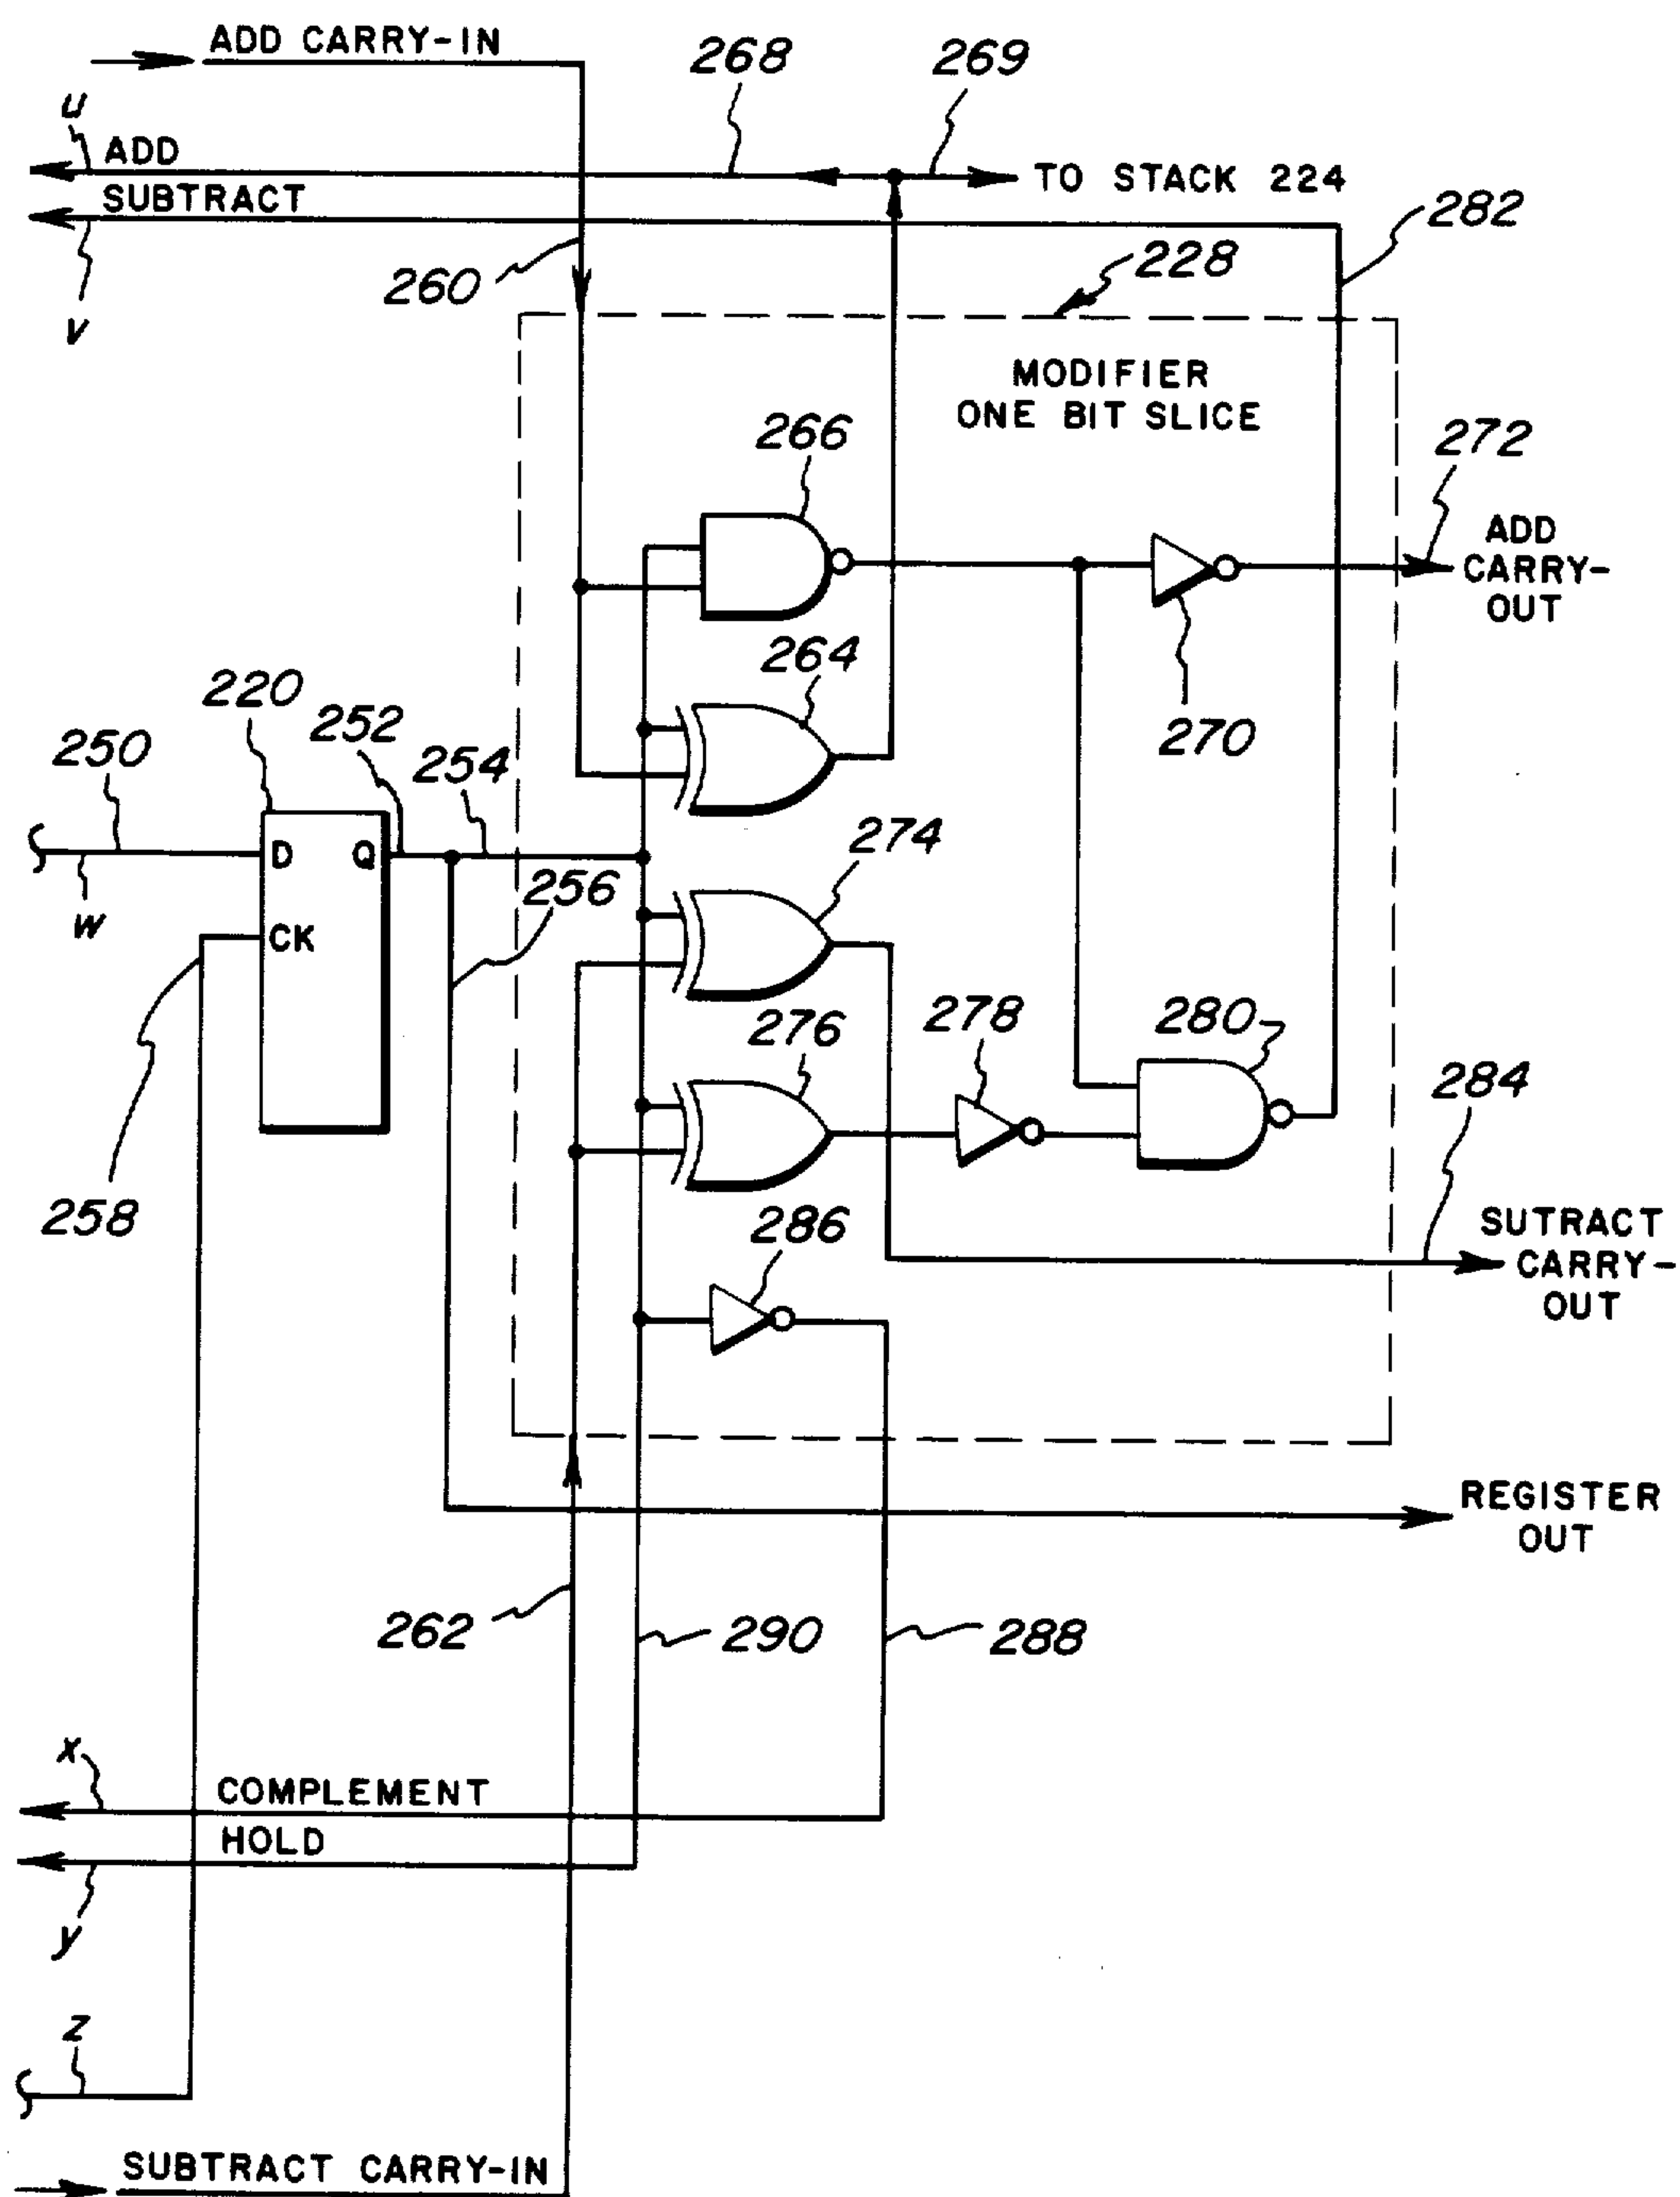 ADD CARRY-IN
268
269
u
ADD
TO STACK 224
SUBTRACT
282
v
260
228
MODIFIER
ONE BIT SLICE
266
272
ADD
CARRY-
OUT
264
270
220
250
252
254
D
Q
w
CK
256
274
276
278
280
284
258
286
SUTRACT
CARRY-
OUT
REGISTER
OUT
262
290
288
x
COMPLEMENT
HOLD
y
z
SUBTRACT CARRY-IN